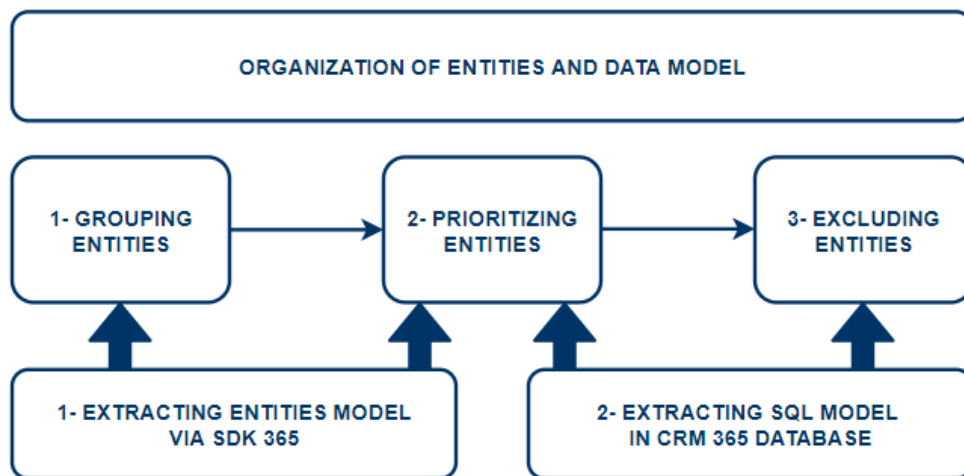 ORGANIZATION OF ENTITIES AND DATA MODEL
1- GROUPING
ENTITIES
2- PRIORITIZING
ENTITIES
3- EXCLUDING
ENTITIES
1- EXTRACTING ENTITIES MODEL
VIA SDK 365
2- EXTRACTING SQL MODEL
IN CRM 365 DATABASE